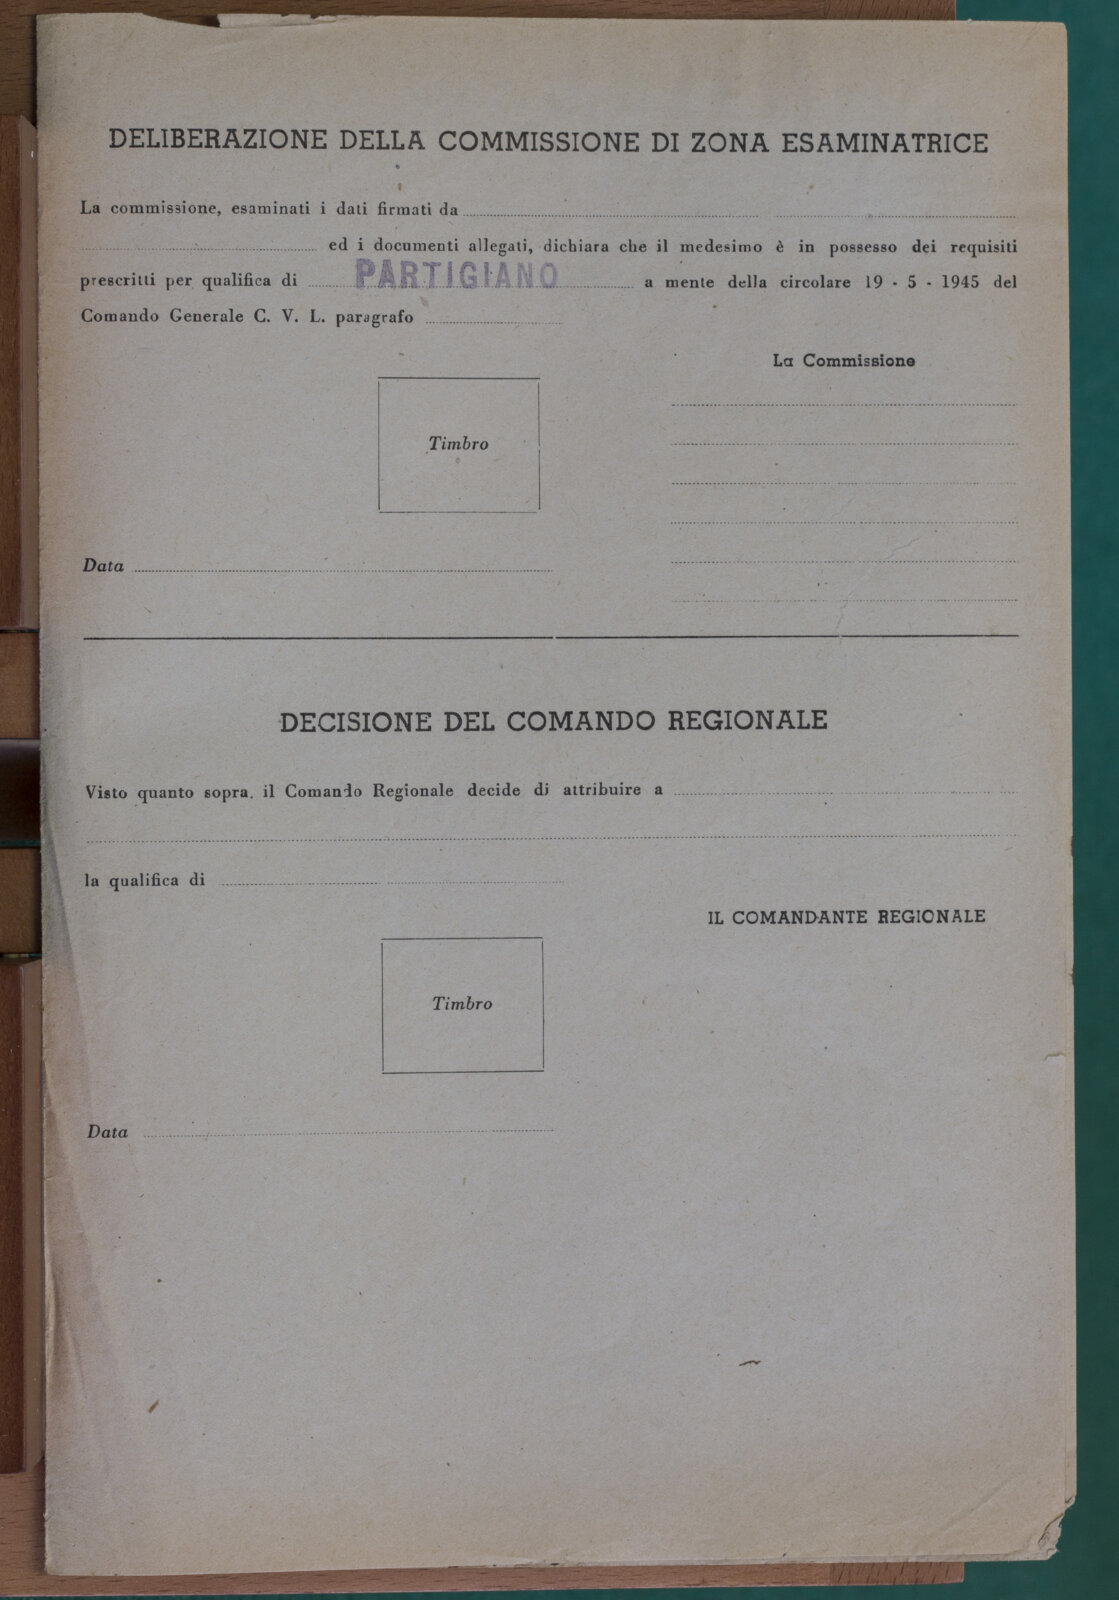 DELIBERAZIONE DELLA COMMISSIONE DI ZONA ESAMINATRICE
La commissione, esaminati i dati firmati da
ed i documenti allegati, dichiara che il medesimo è in possesso dei requisiti
prescritti per qualifica di PARTIGIANO a mente della circolare 19 - 5 - 1945 del
Comando Generale C. V. L. paragrafo
La Commissione
Timbro
Data
DECISIONE DEL COMANDO REGIONALE
Visto quanto sopra, il Comando Regionale decide di attribuire a
la qualifica di
IL COMANDANTE REGIONALE
Timbro
Data